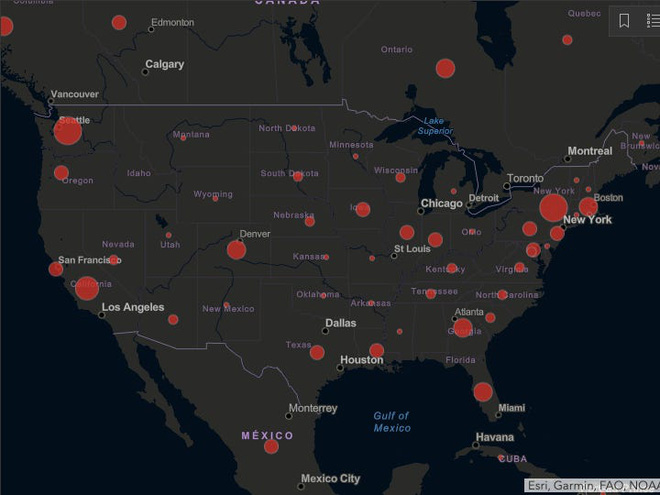 Columbia
CANADA
Quebec
Edmonton
Ontario
Calgary
Vancouver
Seattle
Lake
Superior
Montana
North Dakota
Minnesota
New
Brunswick
Montreal
Oregon
Idaho
South Dakota
Wisconsin
Toronto
Wyoming
New York
Boston
Chicago
Detroit
Nebraska
Iowa
New York
Nevada
Utah
Denver
St Louis
Ohio
San Francisco
Kansas
Kentucky
Virginia
California
Oklahoma
Arkansas
Tennessee
North Carolina
Los Angeles
New Mexico
Dallas
Atlanta
Georgia
Texas
Houston
Florida
Monterrey
Gulf of
Mexico
Miami
MÉXICO
Havana
CUBA
Mexico City
Esri, Garmin, FAO, NOAA